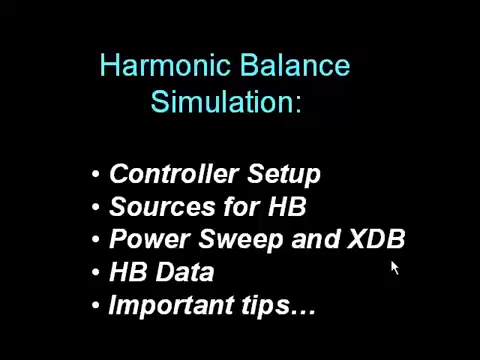 Harmonic Balance
Simulation:
• Controller Setup
• Sources for HB
• Power Sweep and XDB
• HB Data
• Important tips…